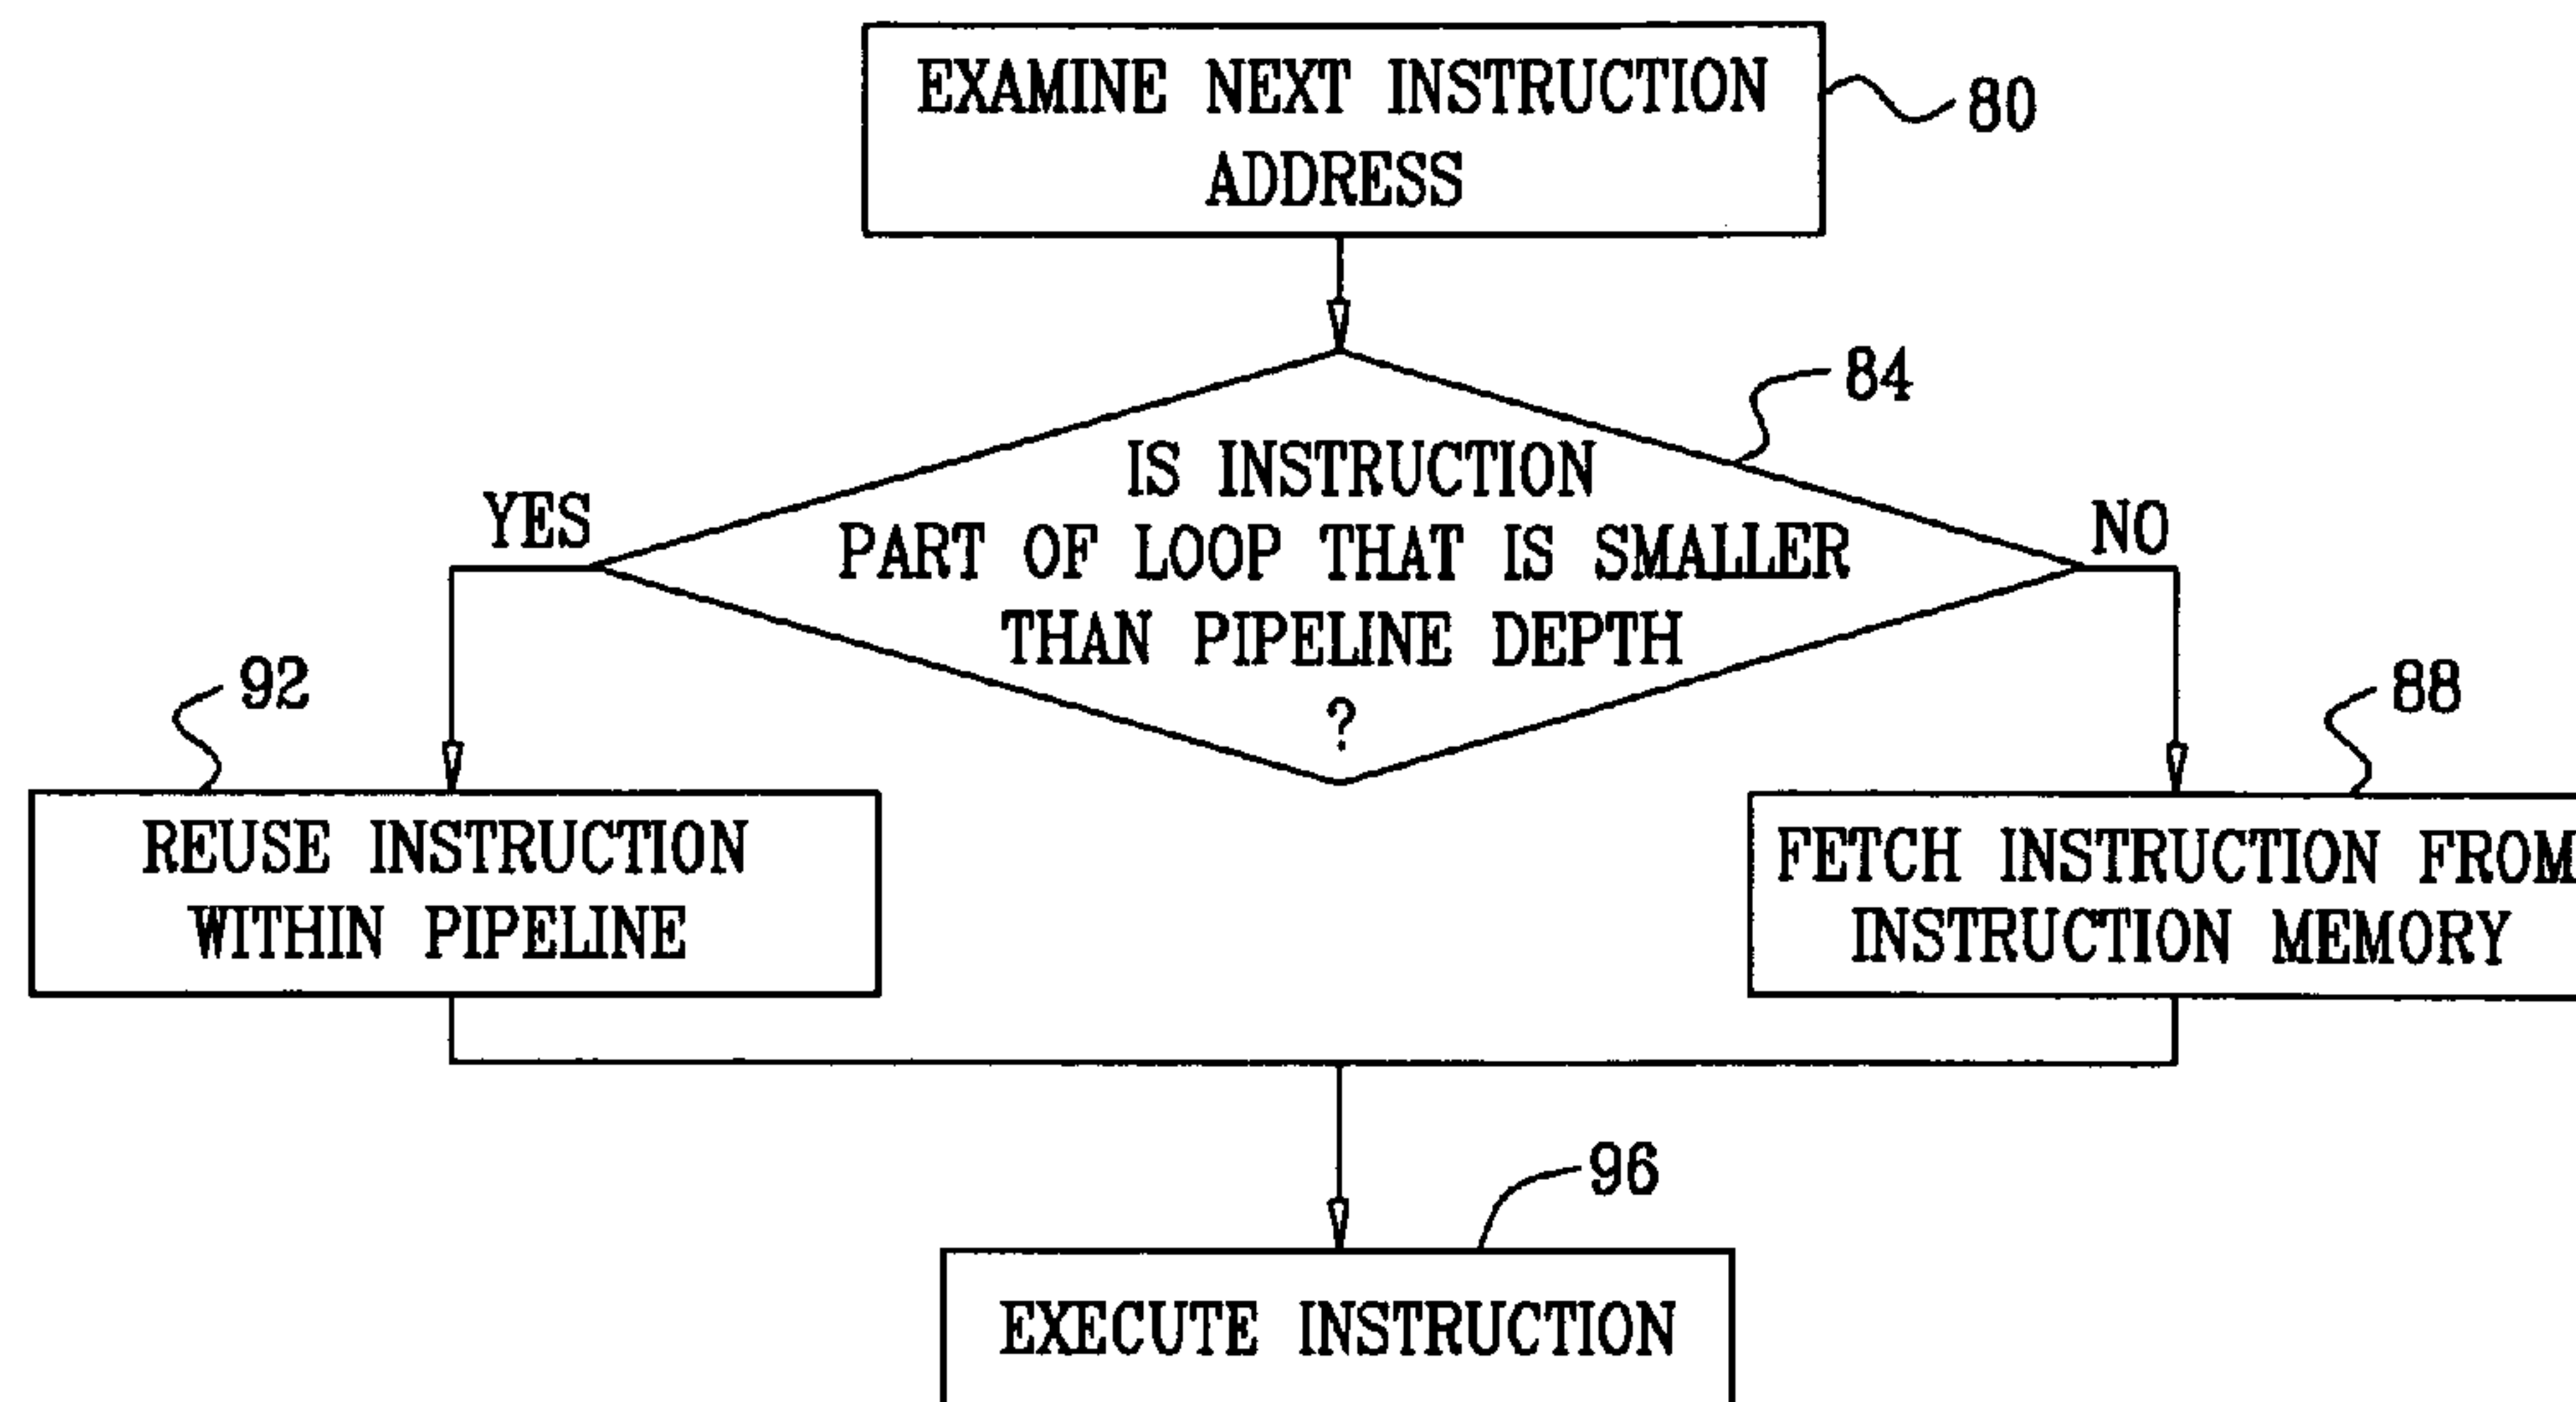 EXAMINE NEXT INSTRUCTION
ADDRESS
80
84
IS INSTRUCTION
PART OF LOOP THAT IS SMALLER
THAN PIPELINE DEPTH
?
YES
NO
92
88
REUSE INSTRUCTION
WITHIN PIPELINE
FETCH INSTRUCTION FROM
INSTRUCTION MEMORY
96
EXECUTE INSTRUCTION